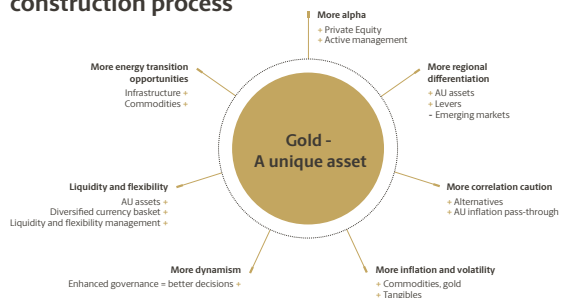 construction process
More alpha
+ Private Equity
+ Active management
More regional
differentiation
+ AU assets
+ Levers
- Emerging markets
More correlation caution
+ Alternatives
+ AU inflation pass-through
More inflation and volatility
+ Commodities, gold
+ Tangibles
More dynamism
Enhanced governance = better decisions +
Liquidity and flexibility
AU assets +
Diversified currency basket +
Liquidity and flexibility management +
More energy transition
opportunities
Infrastructure +
Commodities +
Gold -
A unique asset